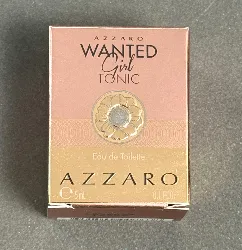 AZZARO
WANTED
Girl
TONIC
Eau de Toilette
AZZARO
℮ 5ml